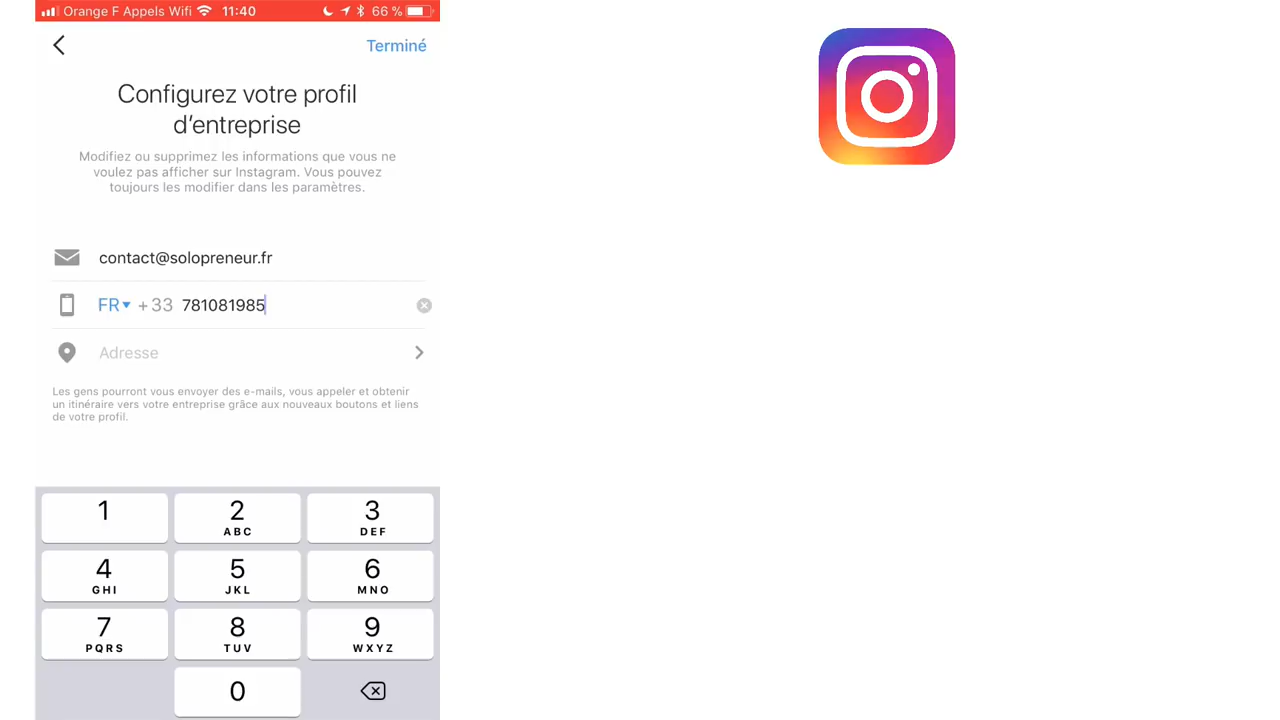 Orange F Appels Wifi 11:40 66 %
Terminé
Configurez votre profil
d’entreprise
Modifiez ou supprimez les informations que vous ne
voulez pas afficher sur Instagram. Vous pouvez
toujours les modifier dans les paramètres.
contact@solopreneur.fr
FR +33 781081985
Adresse
Les gens pourront vous envoyer des e-mails, vous appeler et obtenir
un itinéraire vers votre entreprise grâce aux nouveaux boutons et liens
de votre profil.
1 2 3
ABC DEF
4 5 6
GHI JKL MNO
7 8 9
PQRS TUV WXYZ
0